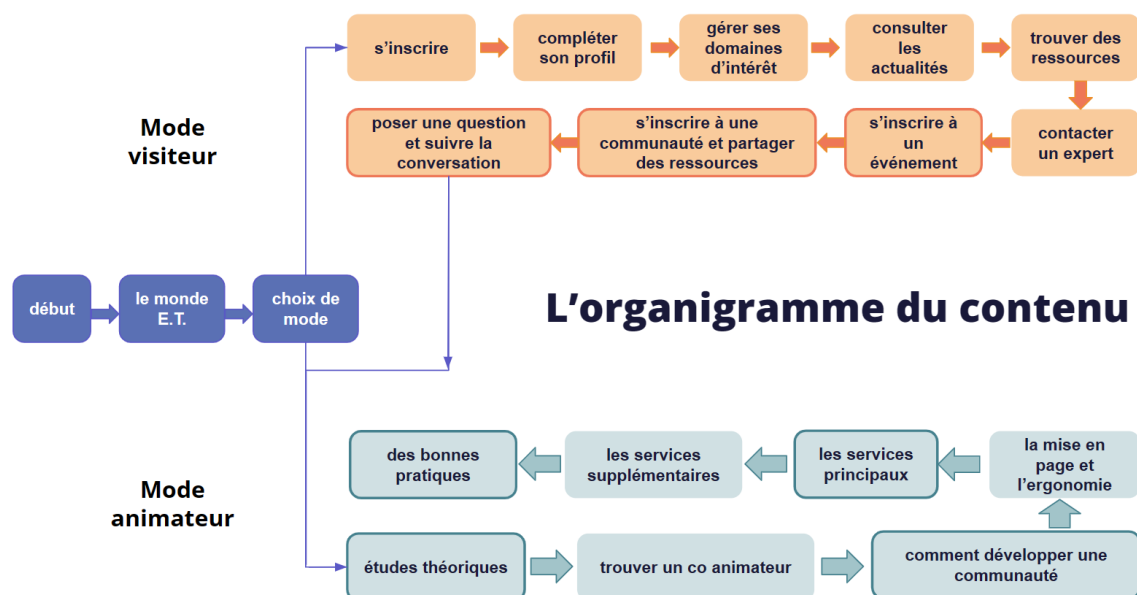 s'inscrire
compléter
son profil
gérer ses
domaines
d'intérêt
consulter
les
actualités
trouver des
ressources
Mode
visiteur
poser une question
et suivre la
conversation
s'inscrire à une
communauté et partager
des ressources
s'inscrire à
un
événement
contacter
un expert
début
le monde
E.T.
choix de
mode
L'organigramme du contenu
Mode
animateur
des bonnes
pratiques
les services
supplémentaires
les services
principaux
la mise en
page et
l'ergonomie
études théoriques
trouver un co animateur
comment développer une
communauté